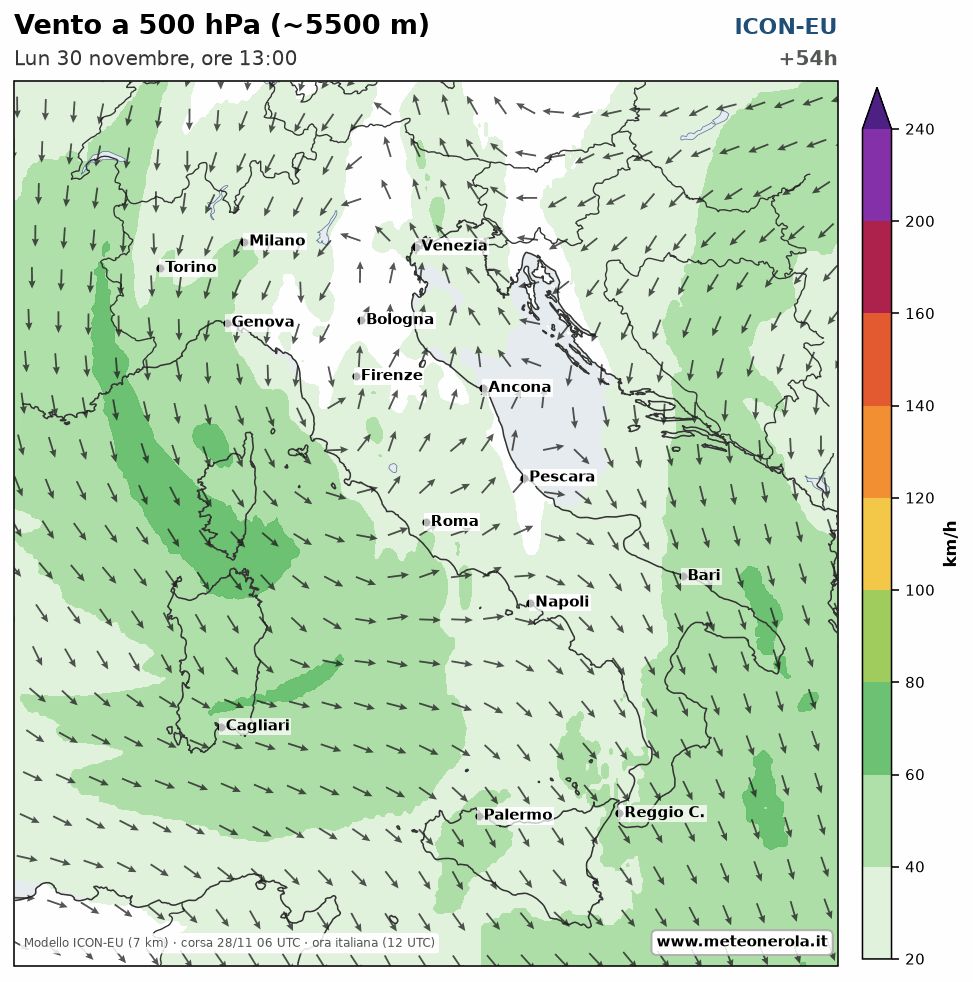 Vento a 500 hPa (~5500 m)
ICON-EU
Lun 30 novembre, ore 13:00
+54h
Milano
Venezia
Torino
Genova
Bologna
Firenze
Ancona
Pescara
Roma
Bari
Napoli
Cagliari
Palermo
Reggio C.
240
200
160
140
120
100
80
60
40
20
km/h
Modello ICON-EU (7 km) · corsa 28/11 06 UTC · ora italiana (12 UTC)
www.meteonerola.it